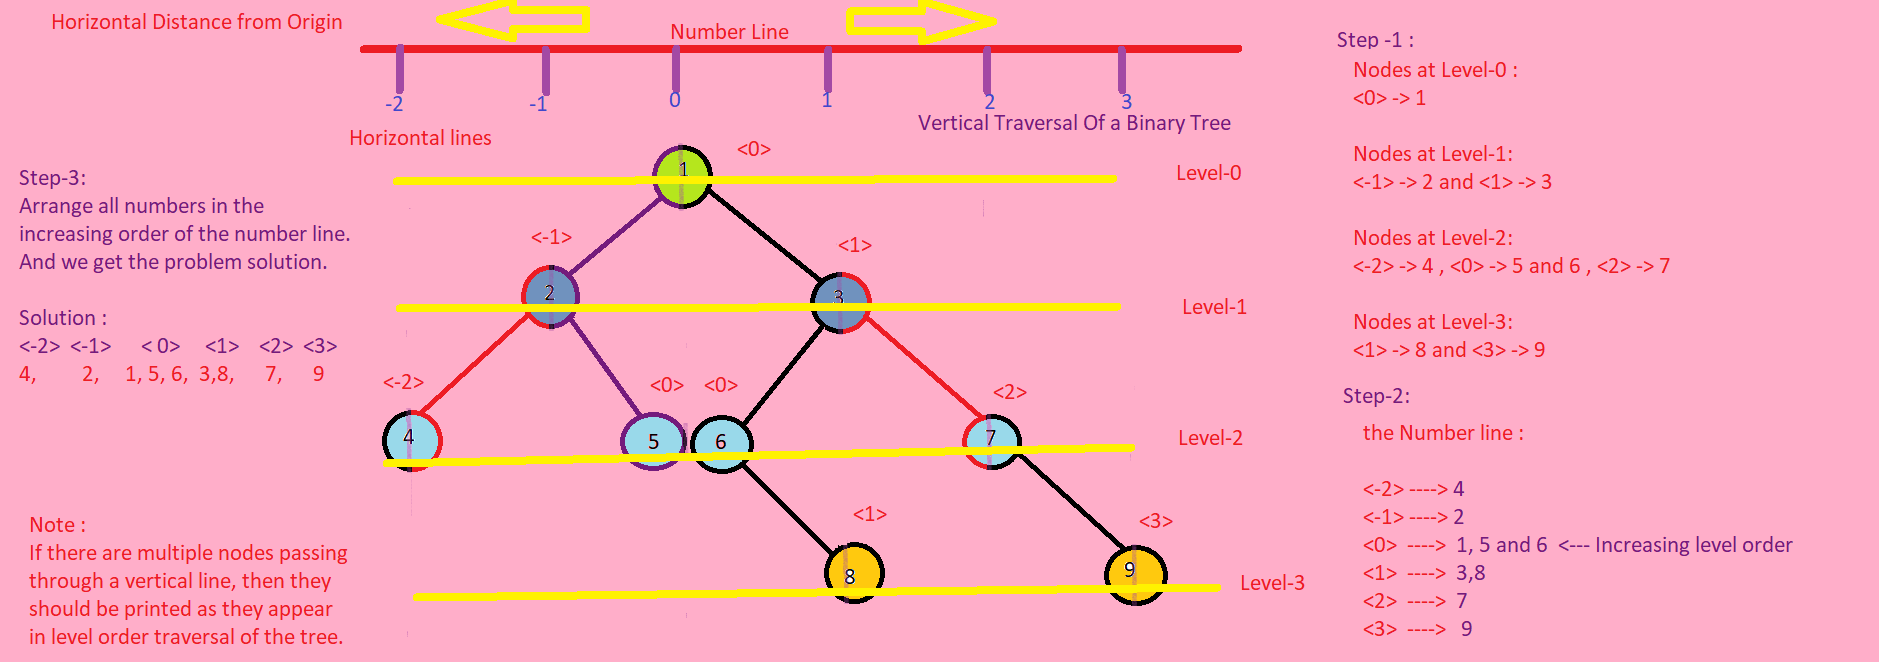 Horizontal Distance from Origin
Number Line
-2 -1 0 1 2 3
Vertical Traversal Of a Binary Tree
Horizontal lines
<0>
1
Level-0
<-1>
<1>
2
3
Level-1
<-2>
<0> <0>
<2>
4
5
6
7
Level-2
<1>
<3>
8
9
Level-3
Step-3:
Arrange all numbers in the
increasing order of the number line.
And we get the problem solution.
Solution :
<-2> <-1> < 0> <1> <2> <3>
4, 2, 1, 5, 6, 3,8, 7, 9
Note :
If there are multiple nodes passing
through a vertical line, then they
should be printed as they appear
in level order traversal of the tree.
Step -1 :
Nodes at Level-0 :
<0> -> 1
Nodes at Level-1:
<-1> -> 2 and <1> -> 3
Nodes at Level-2:
<-2> -> 4 , <0> -> 5 and 6 , <2> -> 7
Nodes at Level-3:
<1> -> 8 and <3> -> 9
Step-2:
the Number line :
<-2> ----> 4
<-1> ----> 2
<0> ----> 1, 5 and 6 <--- Increasing level order
<1> ----> 3,8
<2> ----> 7
<3> ----> 9